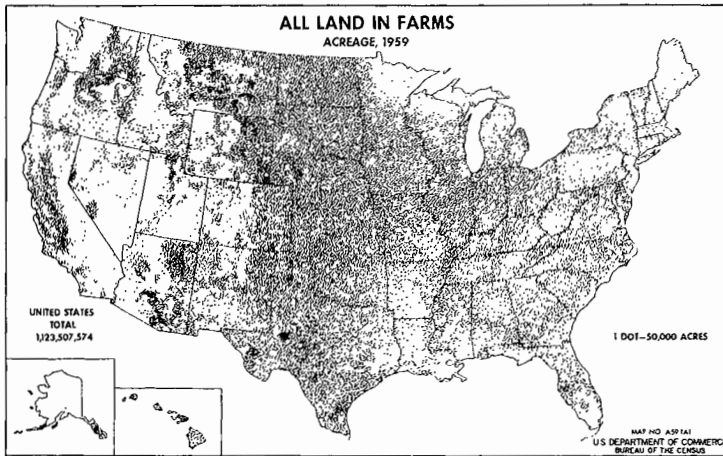 ALL LAND IN FARMS
ACREAGE, 1959
UNITED STATES
TOTAL
1,123,507,574
1 DOT—50,000 ACRES
MAP NO. A59 1A1
U.S. DEPARTMENT OF COMMERC
BUREAU OF THE CENSUS